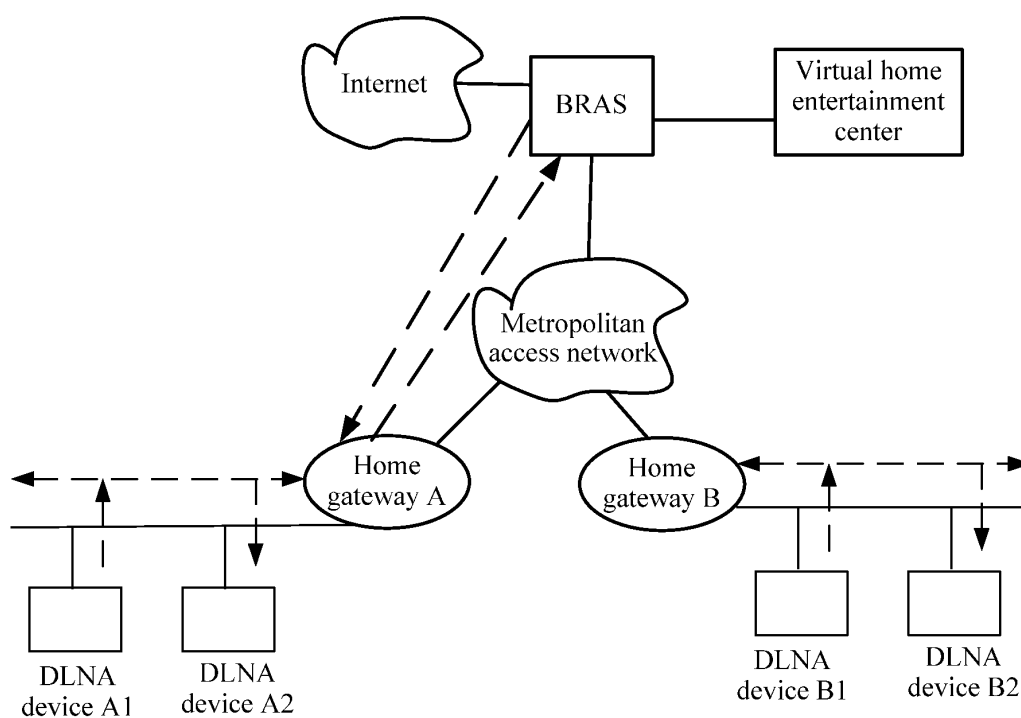 Internet
BRAS
Virtual home
entertainment
center
Metropolitan
access network
Home
gateway A
Home
gateway B
DLNA
device A1
DLNA
device A2
DLNA
device B1
DLNA
device B2